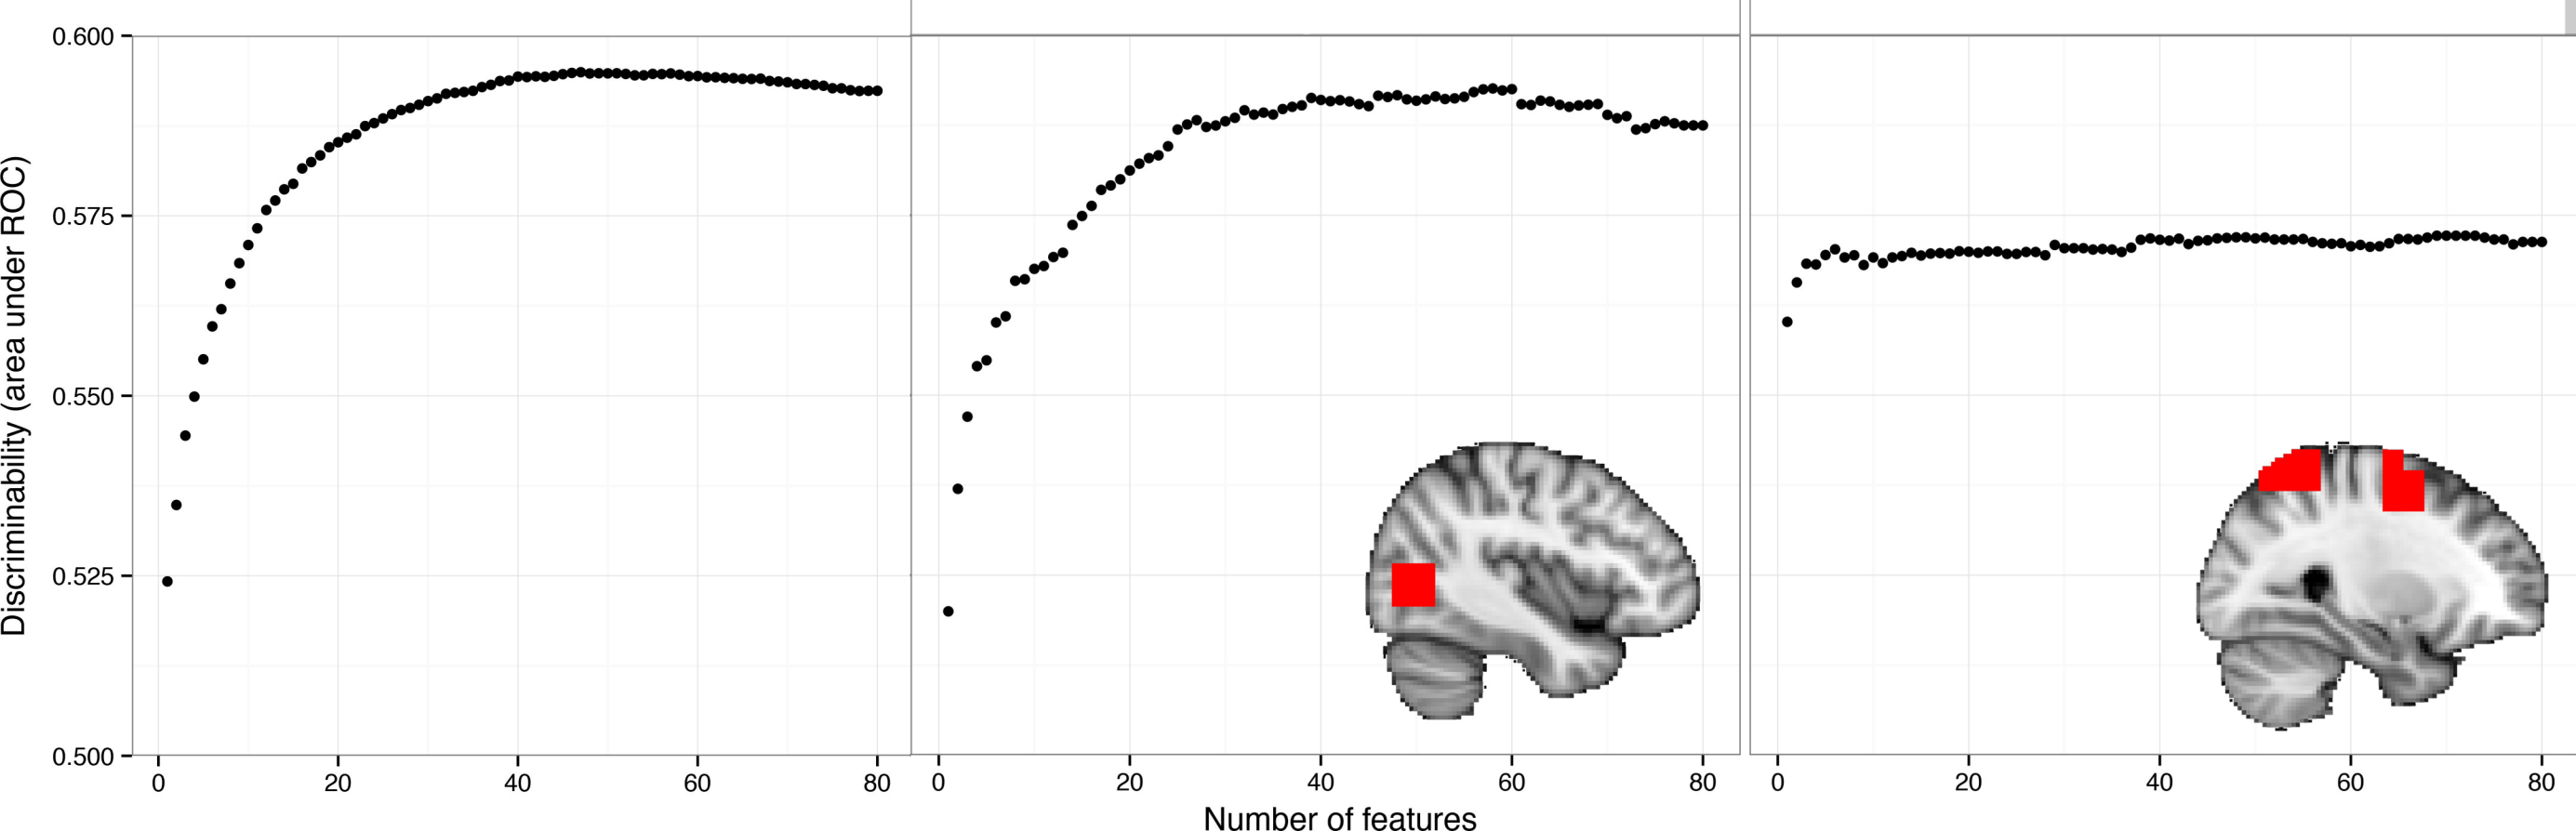 Discriminability (area under ROC)
0.600
0.575
0.550
0.525
0.500
0 20 40 60 80
0 20 40 60 80
0 20 40 60 80
Number of features